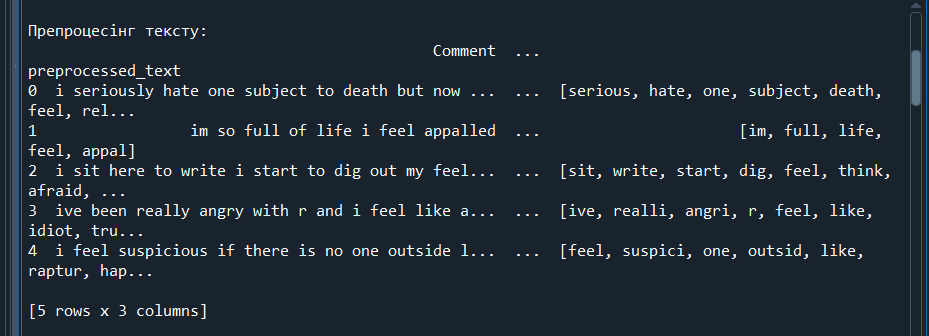 Препроцесінг тексту:
Comment ...
preprocessed_text
0 i seriously hate one subject to death but now ... ... [serious, hate, one, subject, death,
feel, rel...
1 im so full of life i feel appalled ... [im, full, life,
feel, appal]
2 i sit here to write i start to dig out my feel... ... [sit, write, start, dig, feel, think,
afraid, ...
3 ive been really angry with r and i feel like a... ... [ive, realli, angri, r, feel, like,
idiot, tru...
4 i feel suspicious if there is no one outside l... ... [feel, suspici, one, outsid, like,
raptur, hap...
[5 rows x 3 columns]